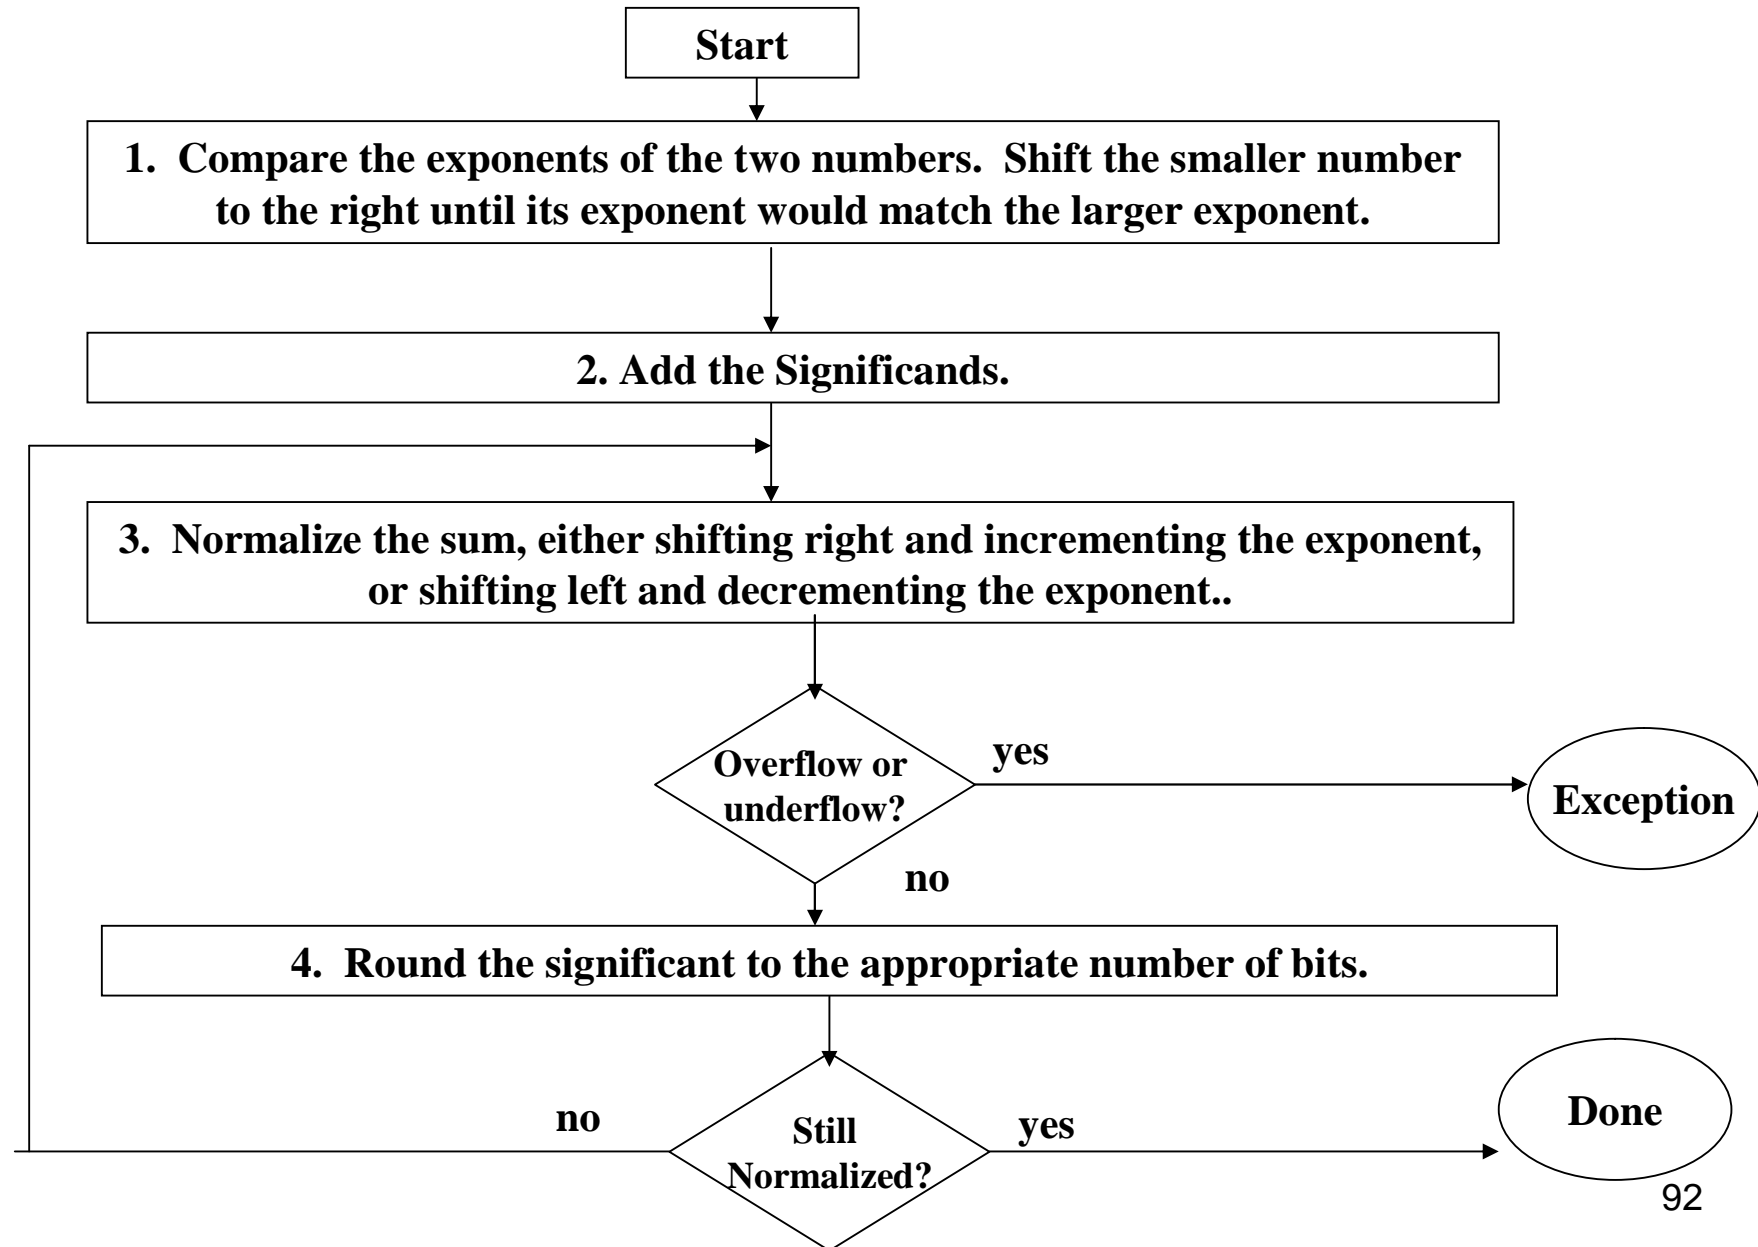 Start
1. Compare the exponents of the two numbers. Shift the smaller number
to the right until its exponent would match the larger exponent.
2. Add the Significands.
3. Normalize the sum, either shifting right and incrementing the exponent,
or shifting left and decrementing the exponent..
Overflow or
underflow?
yes
Exception
no
4. Round the significant to the appropriate number of bits.
no
Still
Normalized?
yes
Done
92